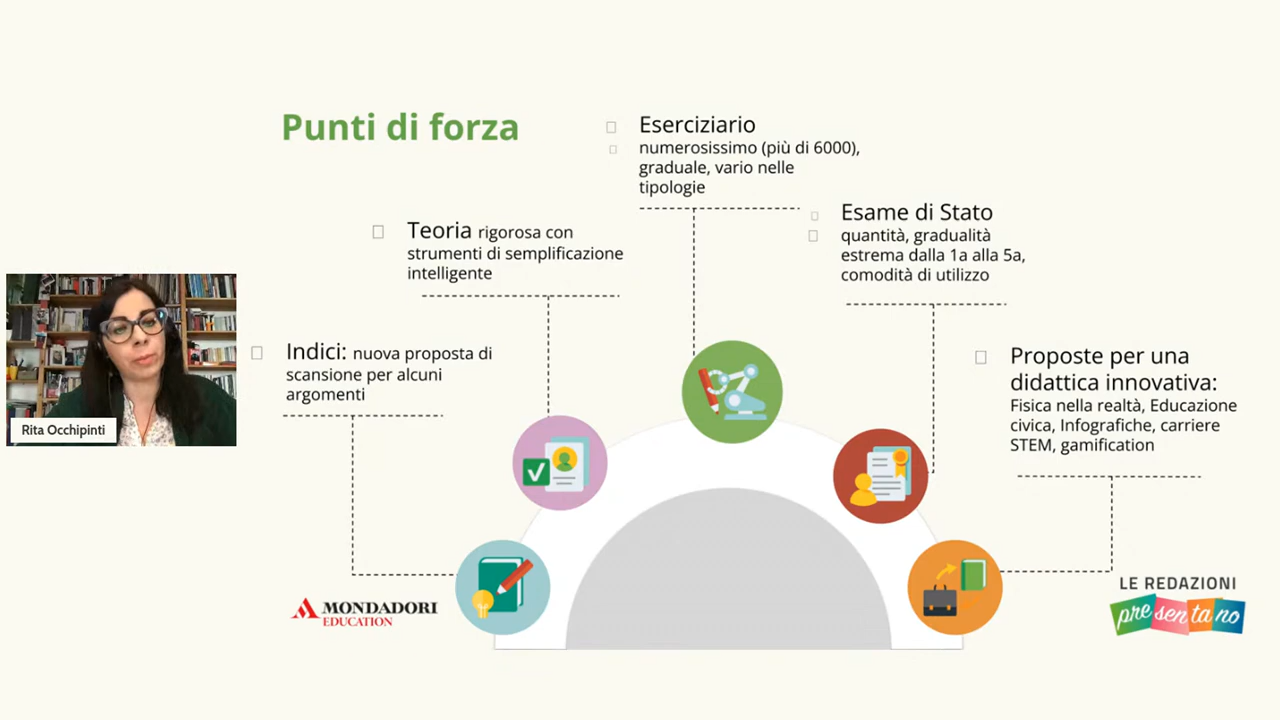 Punti di forza
Eserciziario
numerosissimo (più di 6000),
graduale, vario nelle
tipologie
Esame di Stato
quantità, gradualità
estrema dalla 1a alla 5a,
comodità di utilizzo
Teoria rigorosa con
strumenti di semplificazione
intelligente
Indici: nuova proposta di
scansione per alcuni
argomenti
Proposte per una
didattica innovativa:
Fisica nella realtà, Educazione
civica, Infografiche, carriere
STEM, gamification
Rita Occhipinti
MONDADORI
EDUCATION
LE REDAZIONI
presentano